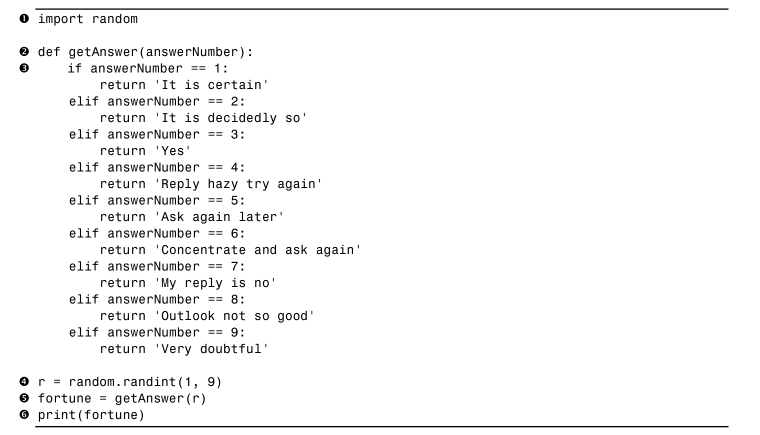 ❶ import random
❷ def getAnswer(answerNumber):
❸     if answerNumber == 1:
        return 'It is certain'
    elif answerNumber == 2:
        return 'It is decidedly so'
    elif answerNumber == 3:
        return 'Yes'
    elif answerNumber == 4:
        return 'Reply hazy try again'
    elif answerNumber == 5:
        return 'Ask again later'
    elif answerNumber == 6:
        return 'Concentrate and ask again'
    elif answerNumber == 7:
        return 'My reply is no'
    elif answerNumber == 8:
        return 'Outlook not so good'
    elif answerNumber == 9:
        return 'Very doubtful'
❹ r = random.randint(1, 9)
❺ fortune = getAnswer(r)
❻ print(fortune)